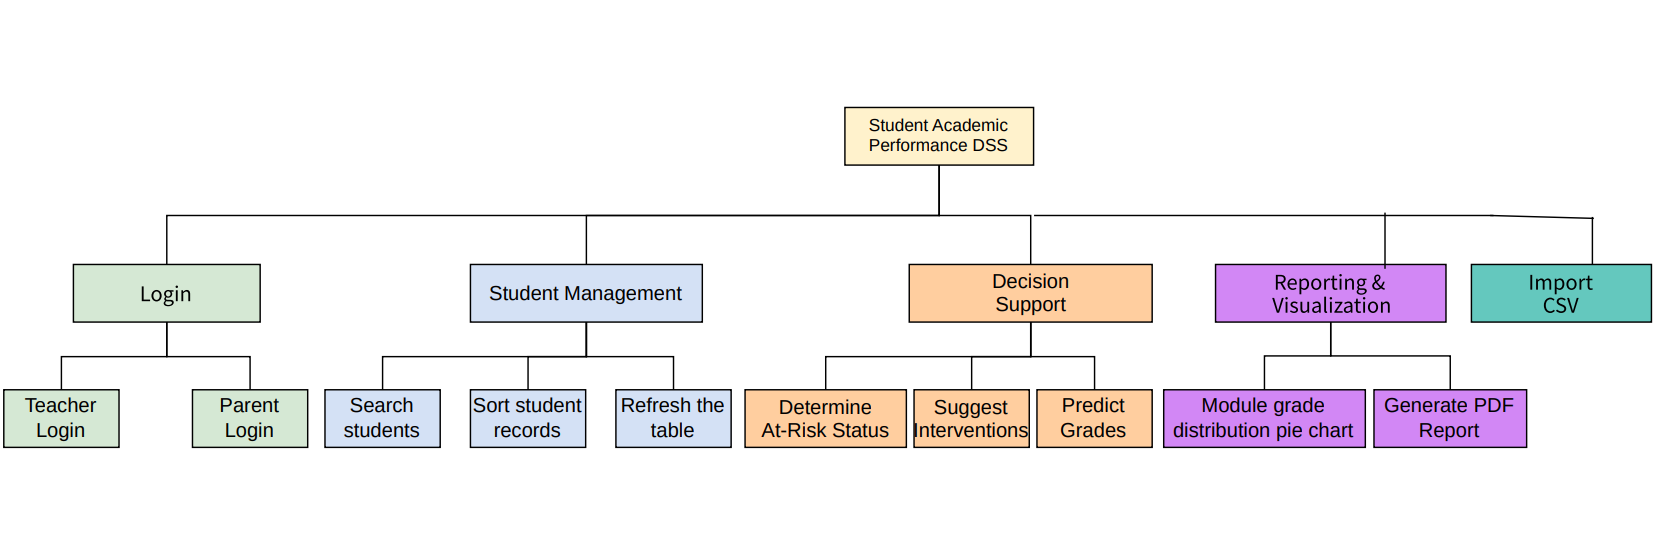 Student Academic
Performance DSS
Login
Student Management
Decision
Support
Reporting &
Visualization
Import
CSV
Teacher
Login
Parent
Login
Search
students
Sort student
records
Refresh the
table
Determine
At-Risk Status
Suggest
Interventions
Predict
Grades
Module grade
distribution pie chart
Generate PDF
Report